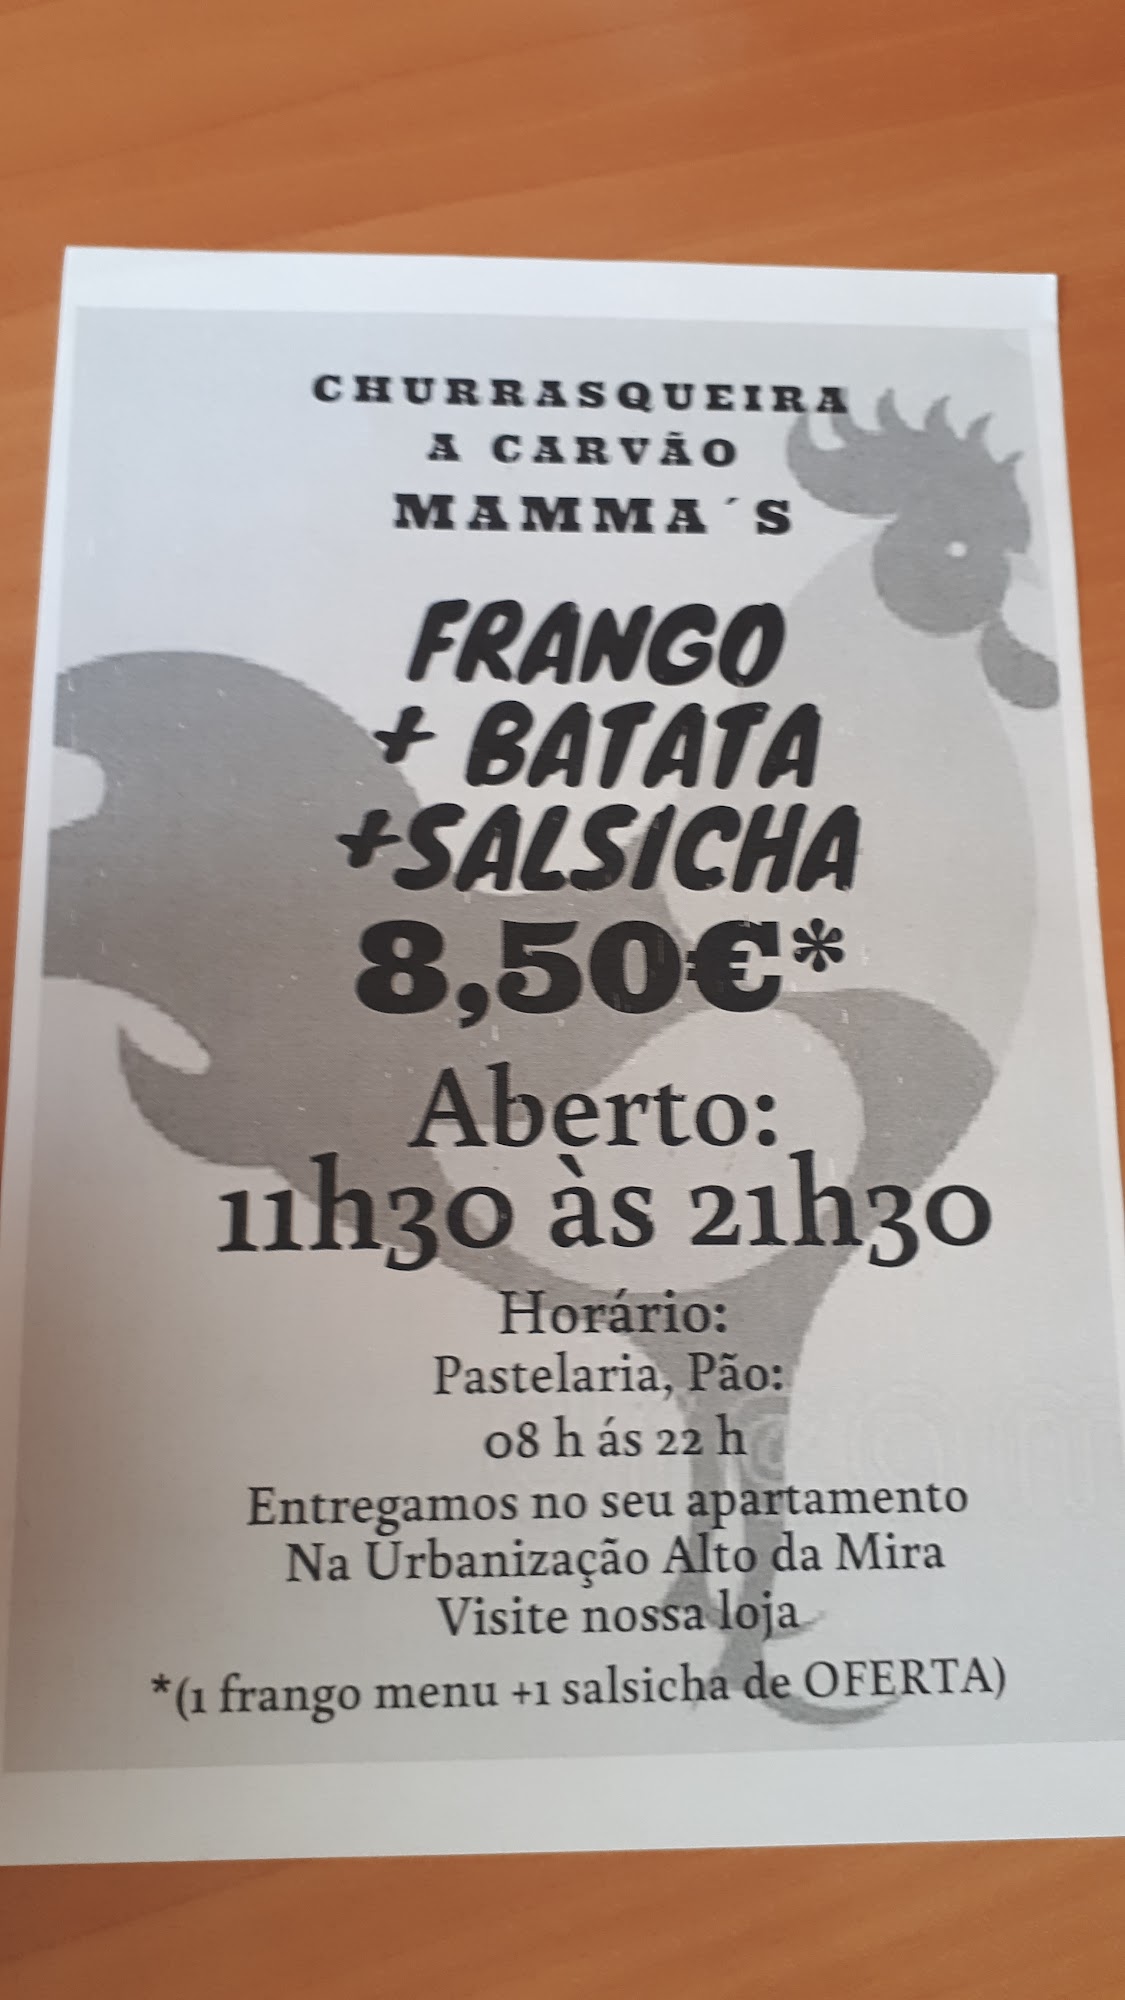 CHURRASQUEIRA
A CARVÃO
MAMMA´S
FRANGO
+ BATATA
+SALSICHA
8,50€*
Aberto:
11h30 às 21h30
Horário:
Pastelaria, Pão:
08 h ás 22 h
Entregamos no seu apartamento
Na Urbanização Alto da Mira
Visite nossa loja
*(1 frango menu +1 salsicha de OFERTA)